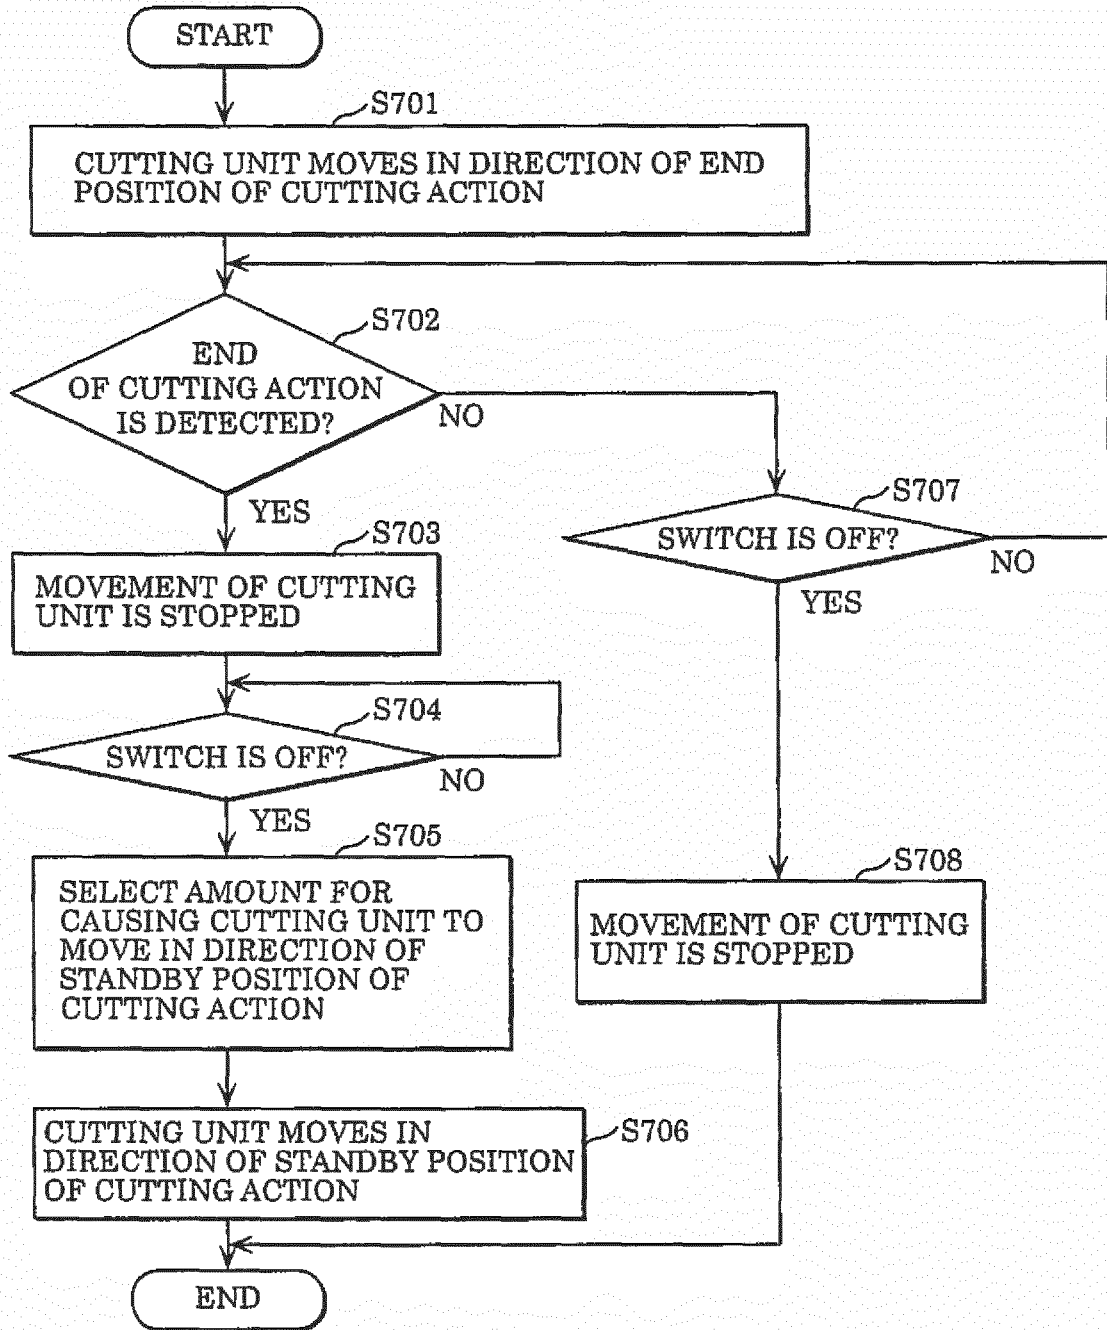 START
S701
CUTTING UNIT MOVES IN DIRECTION OF END
POSITION OF CUTTING ACTION
S702
END
OF CUTTING ACTION
IS DETECTED?
NO
YES
S707
SWITCH IS OFF?
NO
YES
S703
MOVEMENT OF CUTTING
UNIT IS STOPPED
S704
SWITCH IS OFF?
NO
YES
S705
SELECT AMOUNT FOR
CAUSING CUTTING UNIT TO
MOVE IN DIRECTION OF
STANDBY POSITION OF
CUTTING ACTION
S708
MOVEMENT OF CUTTING
UNIT IS STOPPED
S706
CUTTING UNIT MOVES IN
DIRECTION OF STANDBY POSITION
OF CUTTING ACTION
END